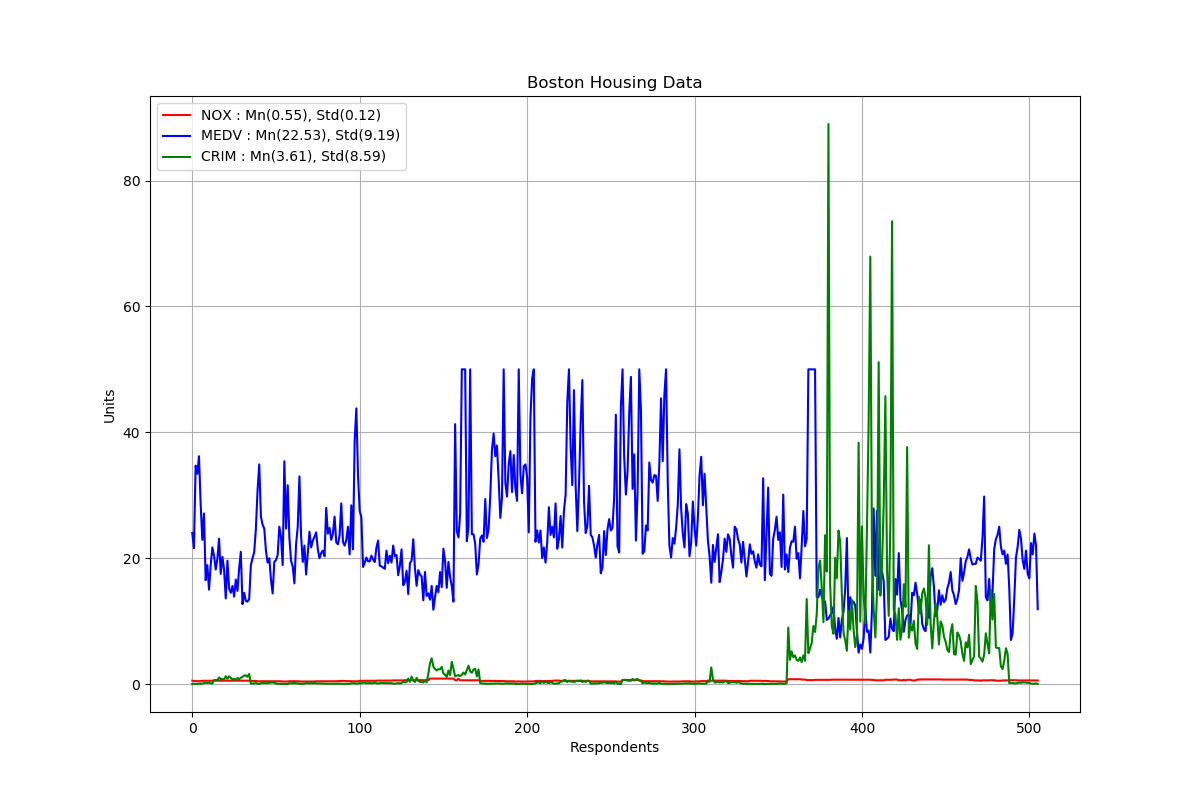 Boston Housing Data
NOX : Mn(0.55), Std(0.12)
MEDV : Mn(22.53), Std(9.19)
CRIM : Mn(3.61), Std(8.59)
Units
80
60
40
20
0
0 100 200 300 400 500
Respondents